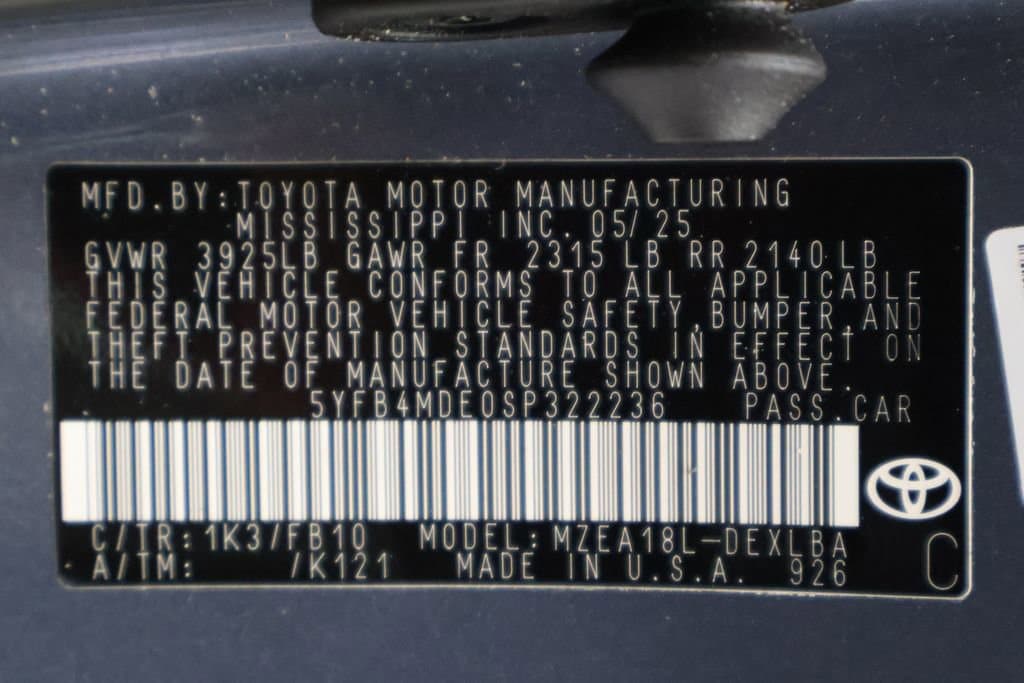 MFD.BY:TOYOTA MOTOR MANUFACTURING
MISSISSIPPI INC. 05/25
GVWR 3925LB GAWR FR 2315 LB RR 2140 LB
THIS VEHICLE CONFORMS TO ALL APPLICABLE
FEDERAL MOTOR VEHICLE SAFETY,BUMPER,AND
THEFT PREVENTION STANDARDS IN EFFECT ON
THE DATE OF MANUFACTURE SHOWN ABOVE.
5YFB4MDE0SP322236 PASS.CAR
C/TR: 1K3/FB10 MODEL: MZEA18L-DEXLBA
A/TM: /K121 MADE IN U.S.A. 926
C